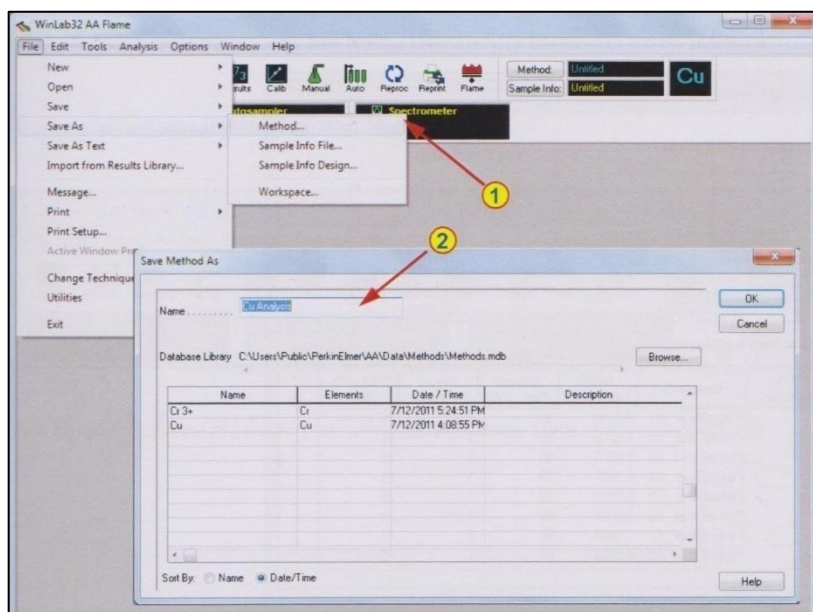 WinLab32 AA Flame
File Edit Tools Analysis Options Window Help
New
Open
Save
Save As
Save As Text
Import from Results Library...
Message...
Print
Print Setup...
Active Window
Change Technique
Utilities
Exit
Calib Manual Auto Reproc Reprint Flame
Method: Untitled
Sample Info: Untitled
Cu
Spectrometer
Method...
Sample Info File...
Sample Info Design...
Workspace...
1
2
Save Method As
Name . . . . . . . . . Cu Analysis
OK
Cancel
Database Library C:\Users\Public\PerkinElmer\AA\Data\Methods\Methods.mdb Browse...
Name Elements Date / Time Description
Cr 3+ Cr 7/12/2011 5:24:51 PM
Cu Cu 7/12/2011 4:08:55 PM
Sort By: Name Date/Time
Help